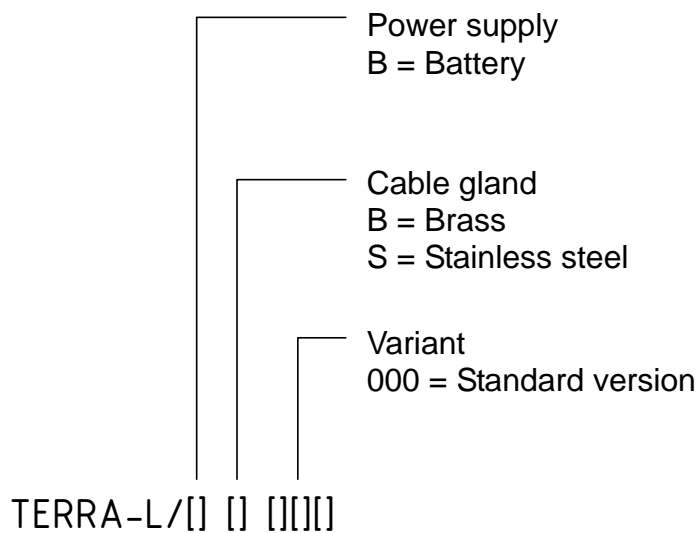 Power supply
B = Battery
Cable gland
B = Brass
S = Stainless steel
Variant
000 = Standard version
TERRA-L/[] [] [][][]